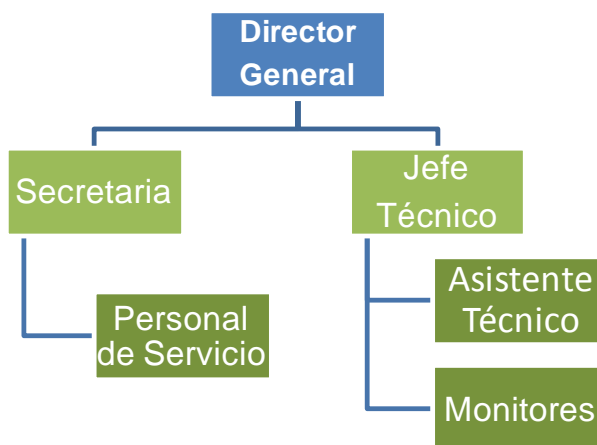 Director
General
Secretaria
Jefe
Técnico
Personal
de Servicio
Asistente
Técnico
Monitores